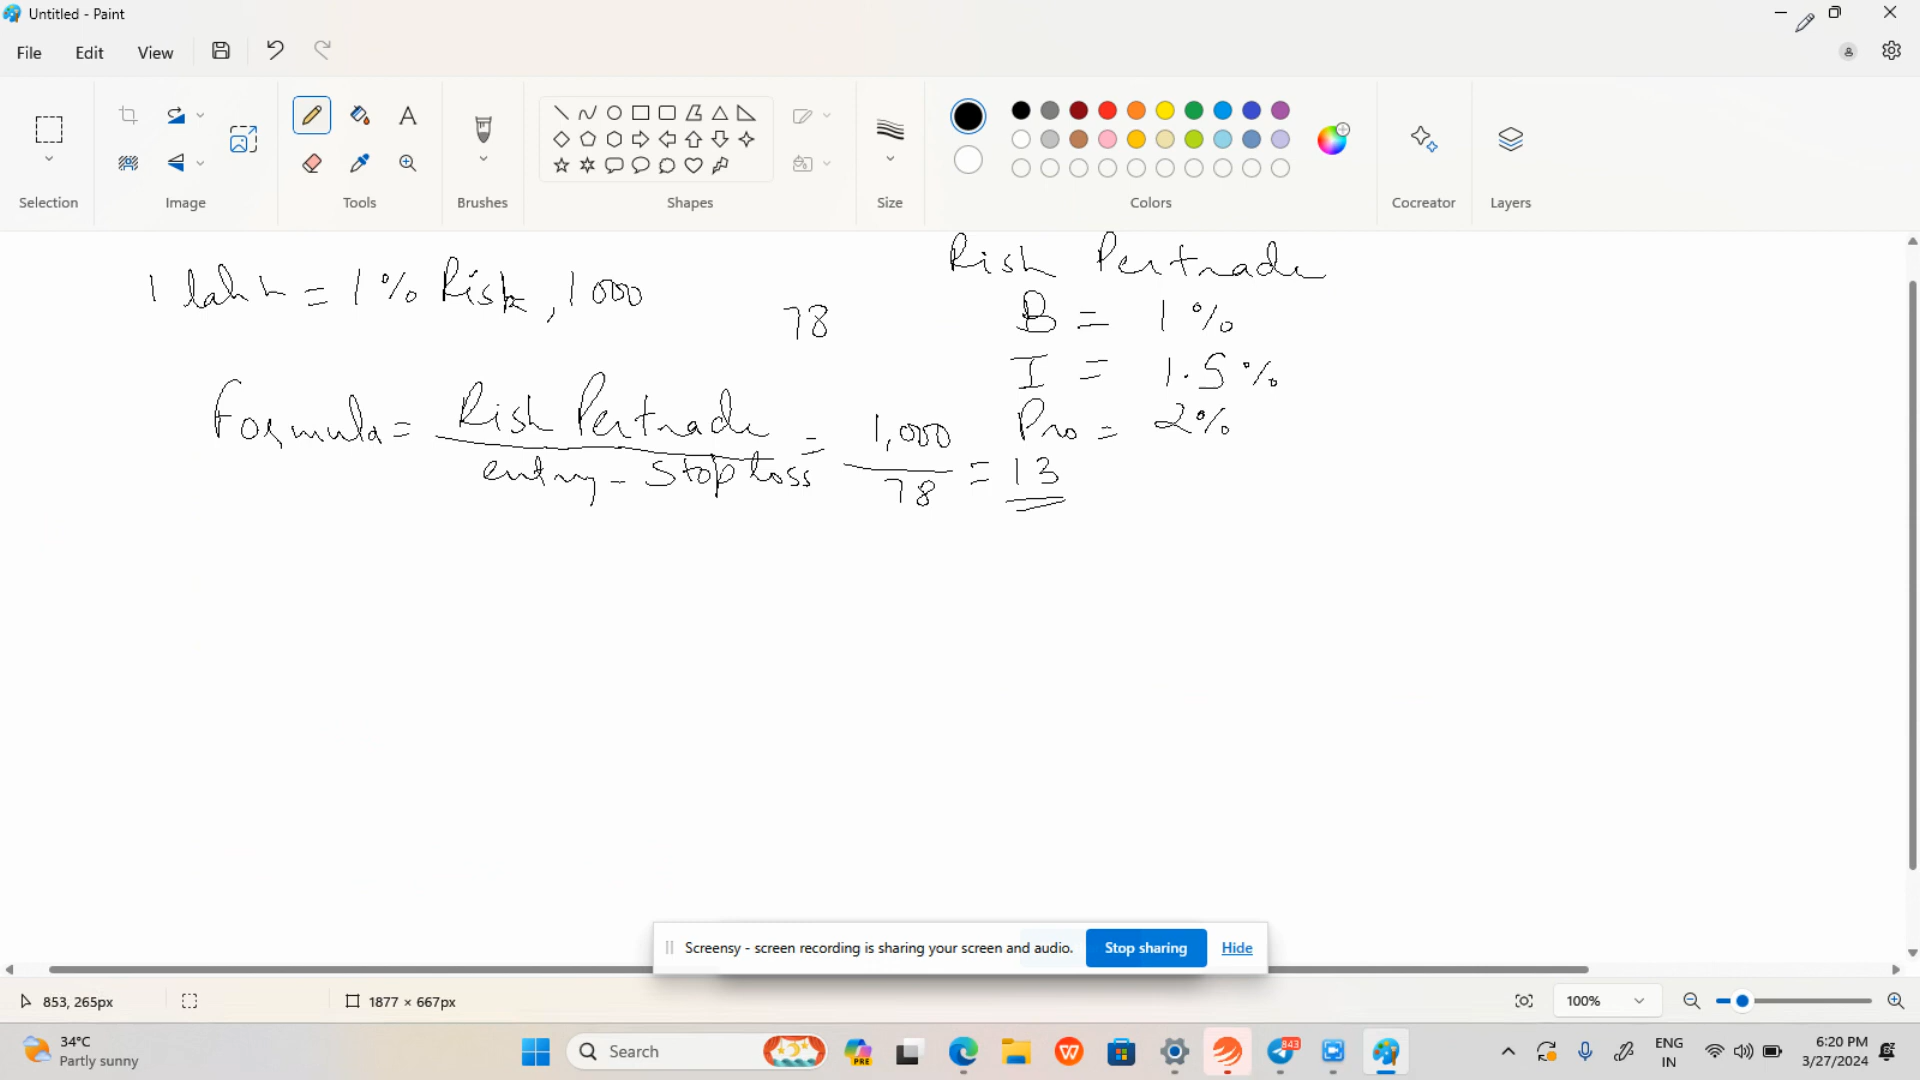 Untitled - Paint
File Edit View
Selection Image Tools Brushes Shapes Size Colors Cocreator Layers
Risk Pertrade
1 lakh = 1% Risk, 1000
78
B = 1%
I = 1.5%
Pro = 2%
Formula = Risk Pertrade = 1,000
entry - Stop loss 78 = 13
Screensy - screen recording is sharing your screen and audio. Stop sharing Hide
853, 265px 1877 × 667px 100%
34°C
Partly sunny
Search
PRE
843
ENG
IN
6:20 PM
3/27/2024